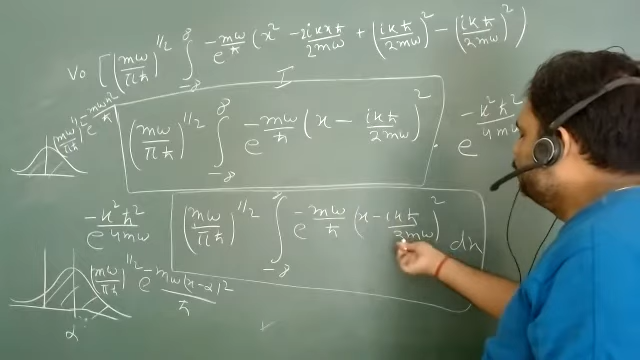 V₀ [(mω/πℏ)^{1/2} ∫_{-∞}^{∞} e^{-mω/ℏ (x² - 2ikxℏ/2mω + (ikℏ/2mω)² - (ikℏ/2mω)²)}
I
(mω/πℏ)^{1/2} e^{-mωx²/ℏ}
(mω/πℏ)^{1/2} ∫_{-∞}^{∞} e^{-mω/ℏ (x - ikℏ/2mω)²} . e^{-k²ℏ²/4mω}
e^{-k²ℏ²/4mω} (mω/πℏ)^{1/2} ∫_{-∞} e^{-mω/ℏ (x - ikℏ/2mω)²} dx
(mω/πℏ)^{1/2} e^{-mω(x-α)²/ℏ}
α